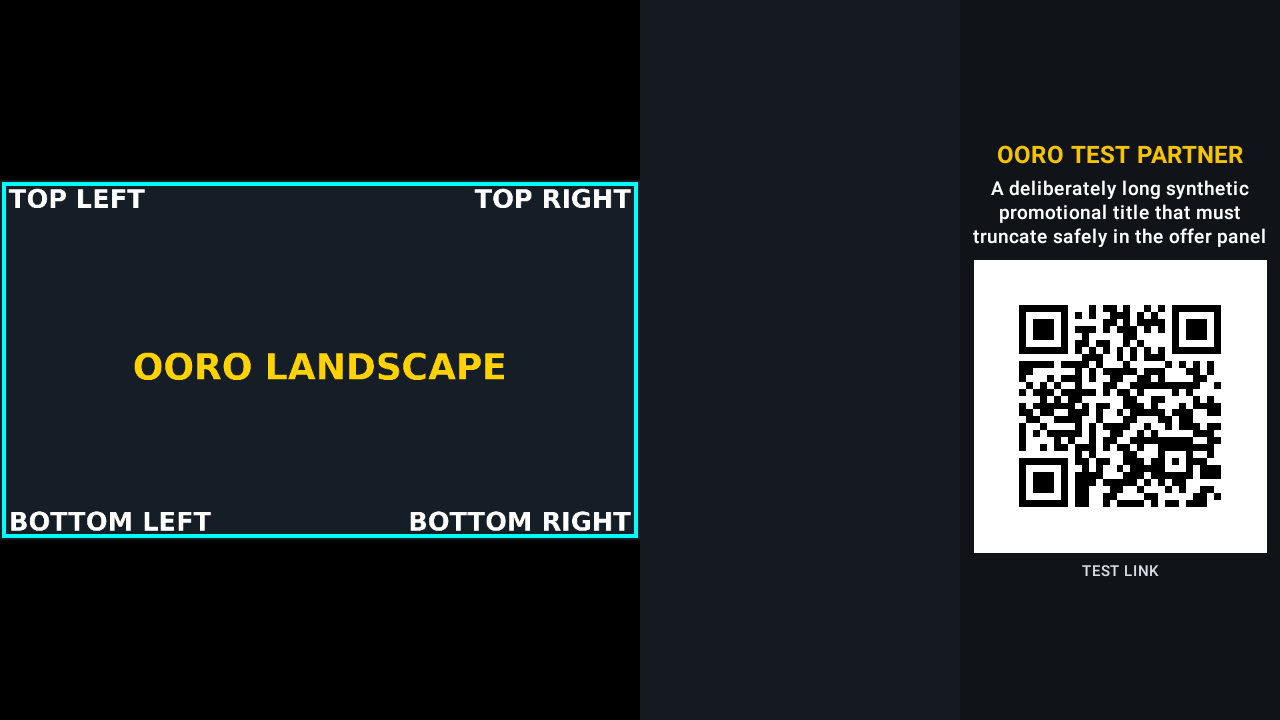 TOP LEFT
TOP RIGHT
OORO LANDSCAPE
BOTTOM LEFT
BOTTOM RIGHT
OORO TEST PARTNER
A deliberately long synthetic
promotional title that must
truncate safely in the offer panel
TEST LINK